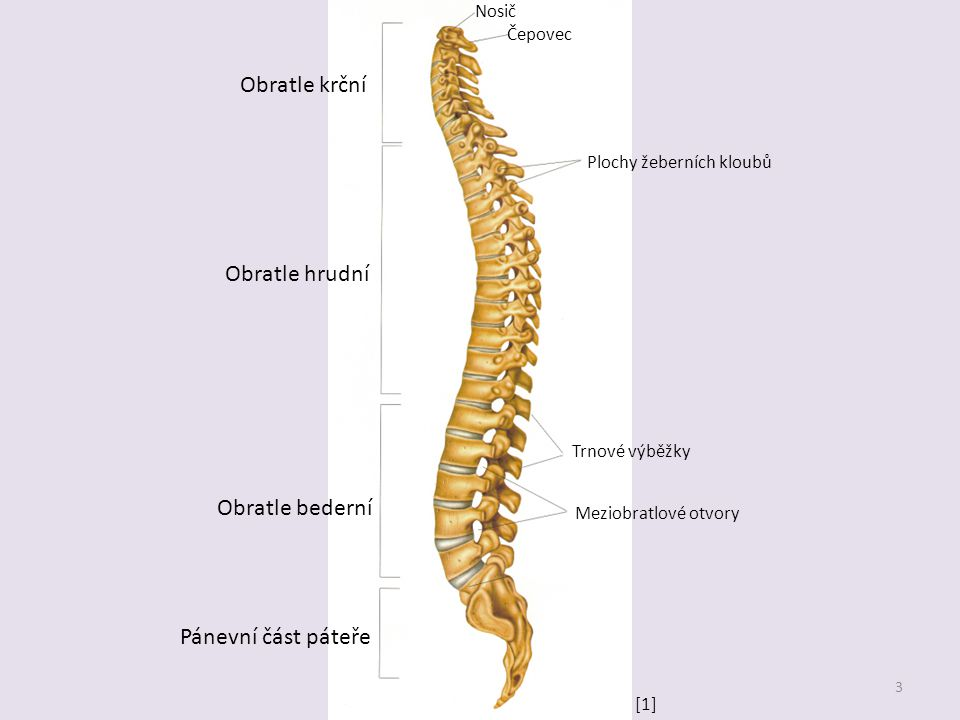 Nosič
Čepovec
Obratle krční
Plochy žeberních kloubů
Obratle hrudní
Trnové výběžky
Obratle bederní
Meziobratlové otvory
Pánevní část páteře
3
[1]